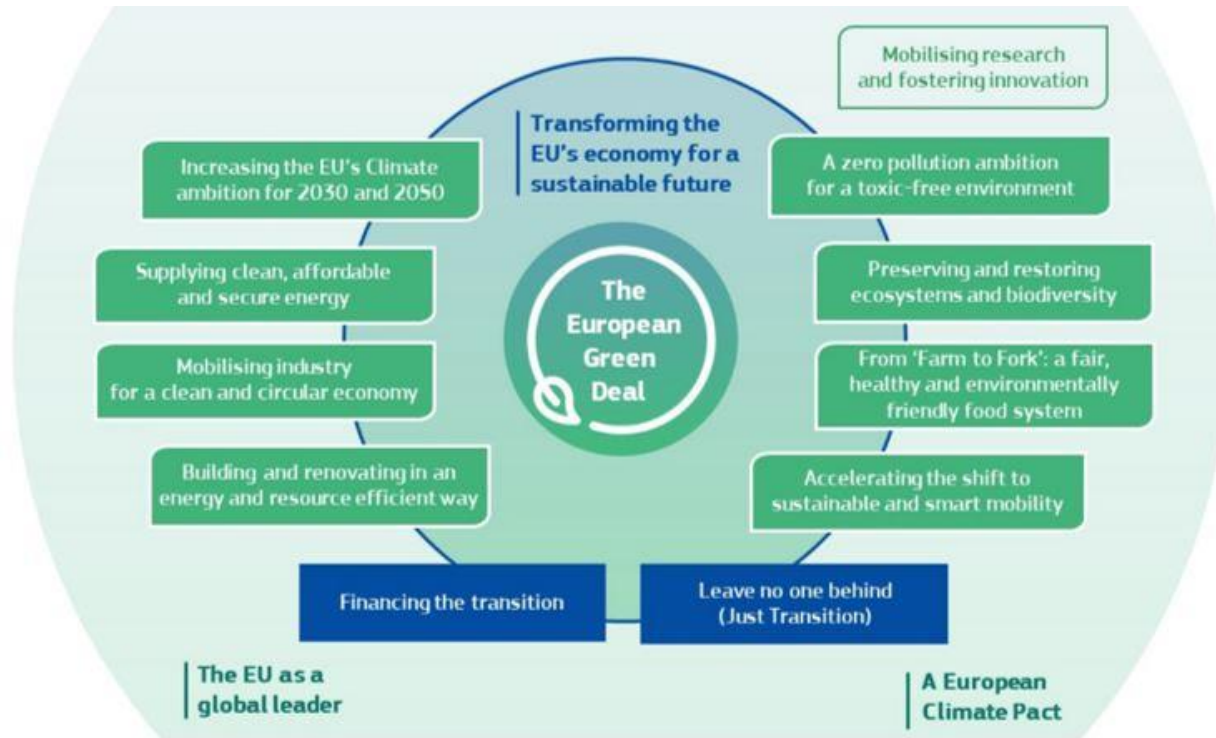 Mobilising research
and fostering innovation
Transforming the
EU's economy for a
sustainable future
Increasing the EU's Climate
ambition for 2030 and 2050
A zero pollution ambition
for a toxic-free environment
Supplying clean, affordable
and secure energy
Preserving and restoring
ecosystems and biodiversity
The
European
Green
Deal
Mobilising industry
for a clean and circular economy
From ‘Farm to Fork’: a fair,
healthy and environmentally
friendly food system
Building and renovating in an
energy and resource efficient way
Accelerating the shift to
sustainable and smart mobility
Financing the transition
Leave no one behind
(Just Transition)
The EU as a
global leader
A European
Climate Pact